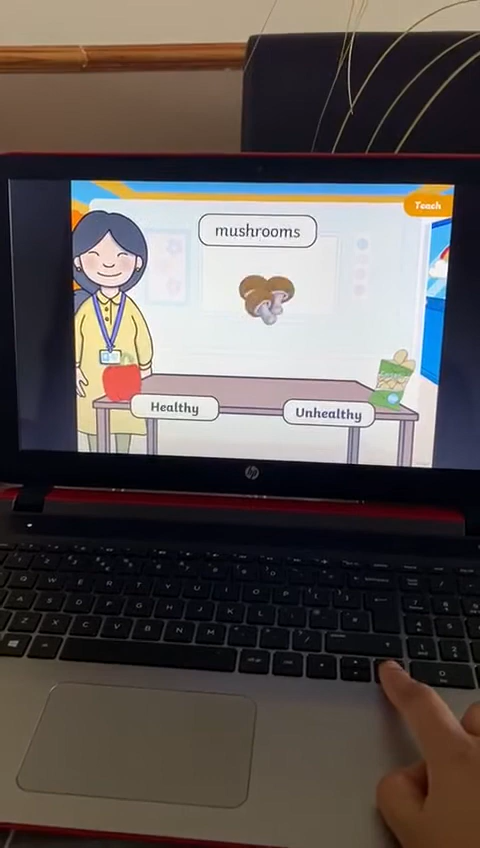 Teach
mushrooms
Healthy
Unhealthy
hp
Q W E R T Y U I O P
A S D F G H J K L
Z X C V B N M